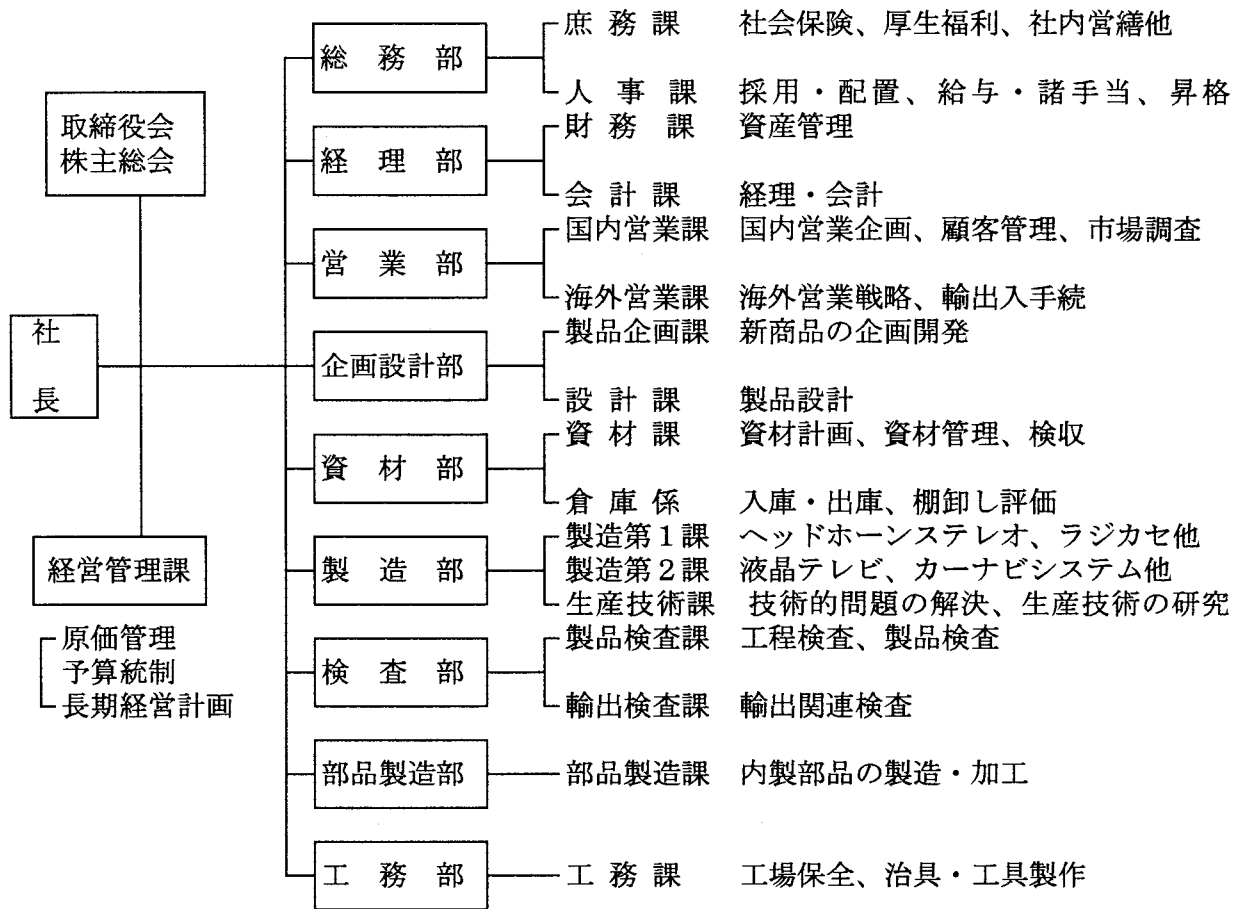 取締役会
株主総会
社長
経営管理課
原価管理
予算統制
長期経営計画
総務部
庶務課 社会保険、厚生福利、社内営繕他
人事課 採用・配置、給与・諸手当、昇格
経理部
財務課 資産管理
会計課 経理・会計
営業部
国内営業課 国内営業企画、顧客管理、市場調査
海外営業課 海外営業戦略、輸出入手続
企画設計部
製品企画課 新商品の企画開発
設計課 製品設計
資材部
資材課 資材計画、資材管理、検収
倉庫係 入庫・出庫、棚卸し評価
製造部
製造第1課 ヘッドホーンステレオ、ラジカセ他
製造第2課 液晶テレビ、カーナビシステム他
生産技術課 技術的問題の解決、生産技術の研究
検査部
製品検査課 工程検査、製品検査
輸出検査課 輸出関連検査
部品製造部
部品製造課 内製部品の製造・加工
工務部
工務課 工場保全、治具・工具製作